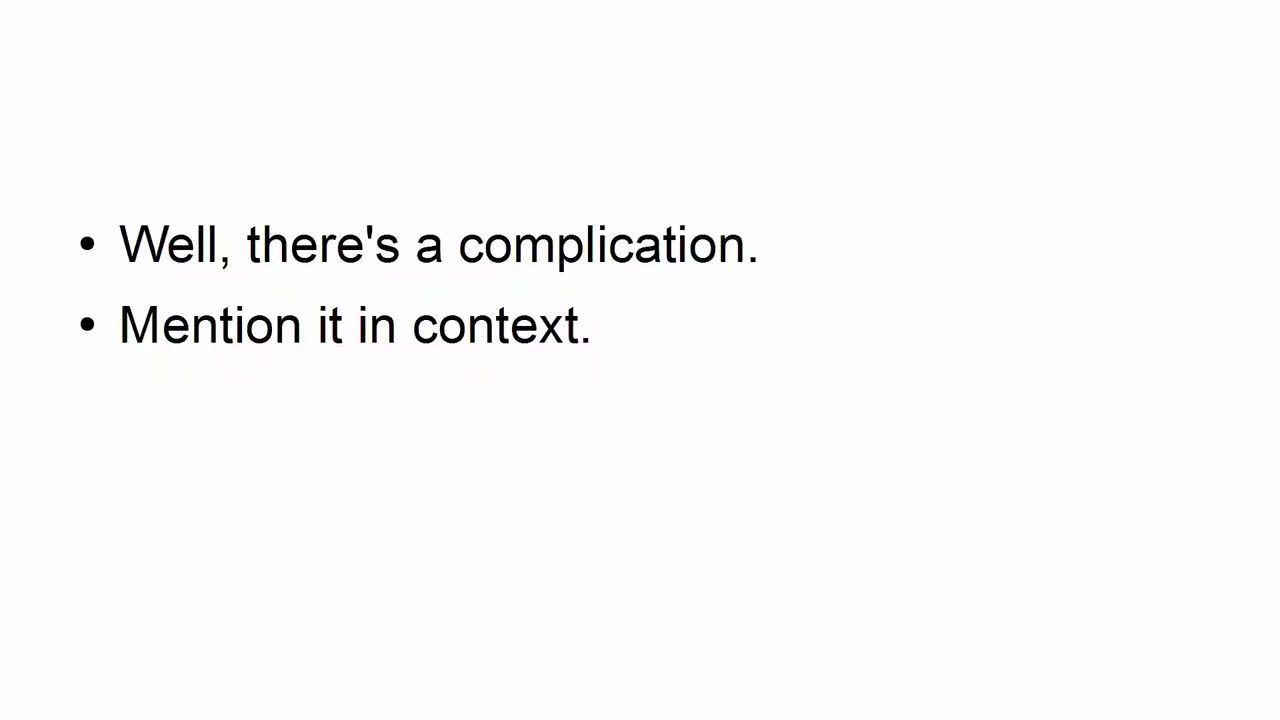 • Well, there's a complication.
• Mention it in context.